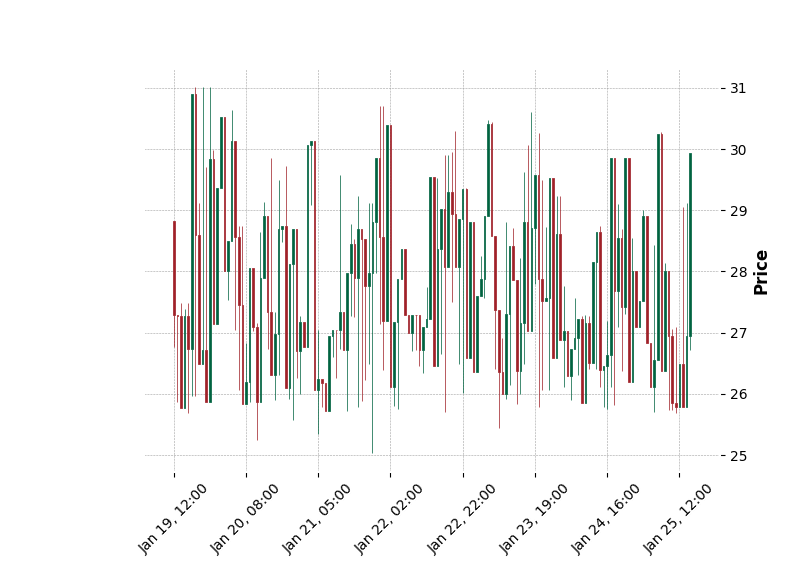 31
30
29
28
27
26
25
Price
Jan 19, 12:00
Jan 20, 08:00
Jan 21, 05:00
Jan 22, 02:00
Jan 22, 22:00
Jan 23, 19:00
Jan 24, 16:00
Jan 25, 12:00